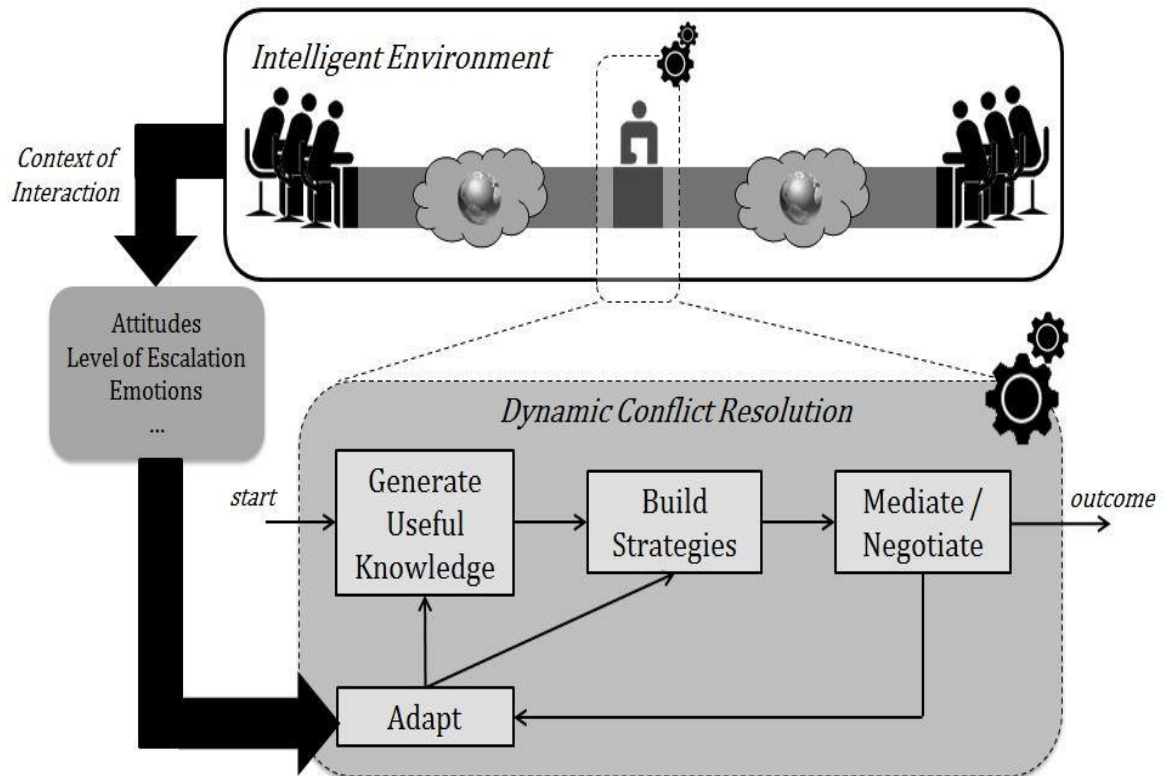 Intelligent Environment
Context of
Interaction
Attitudes
Level of Escalation
Emotions
...
Dynamic Conflict Resolution
start
Generate
Useful
Knowledge
Build
Strategies
Mediate /
Negotiate
outcome
Adapt